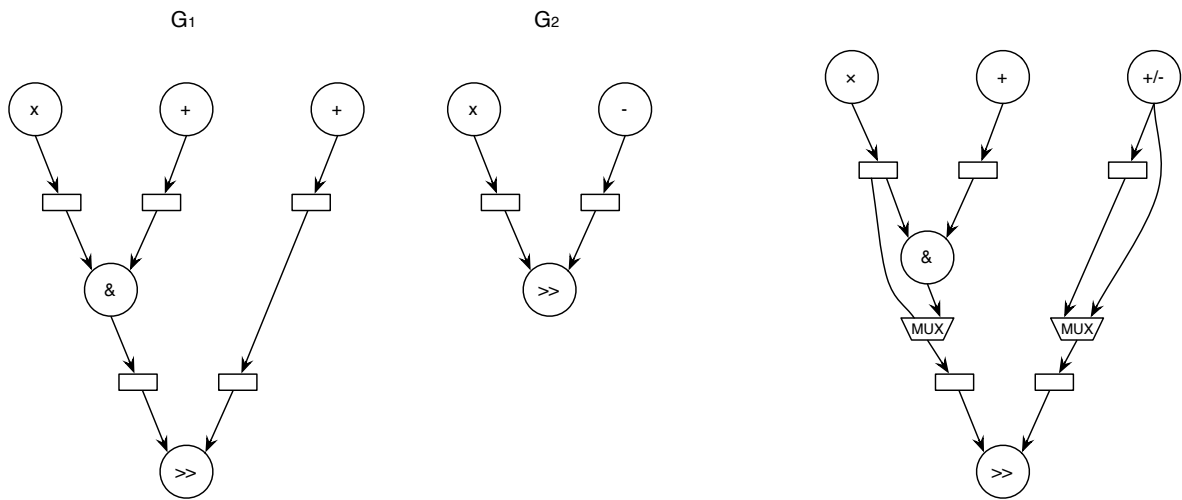 G1
G2
x
+
+
x
-
×
+
+/-
&
>>
&
MUX
MUX
>>
>>